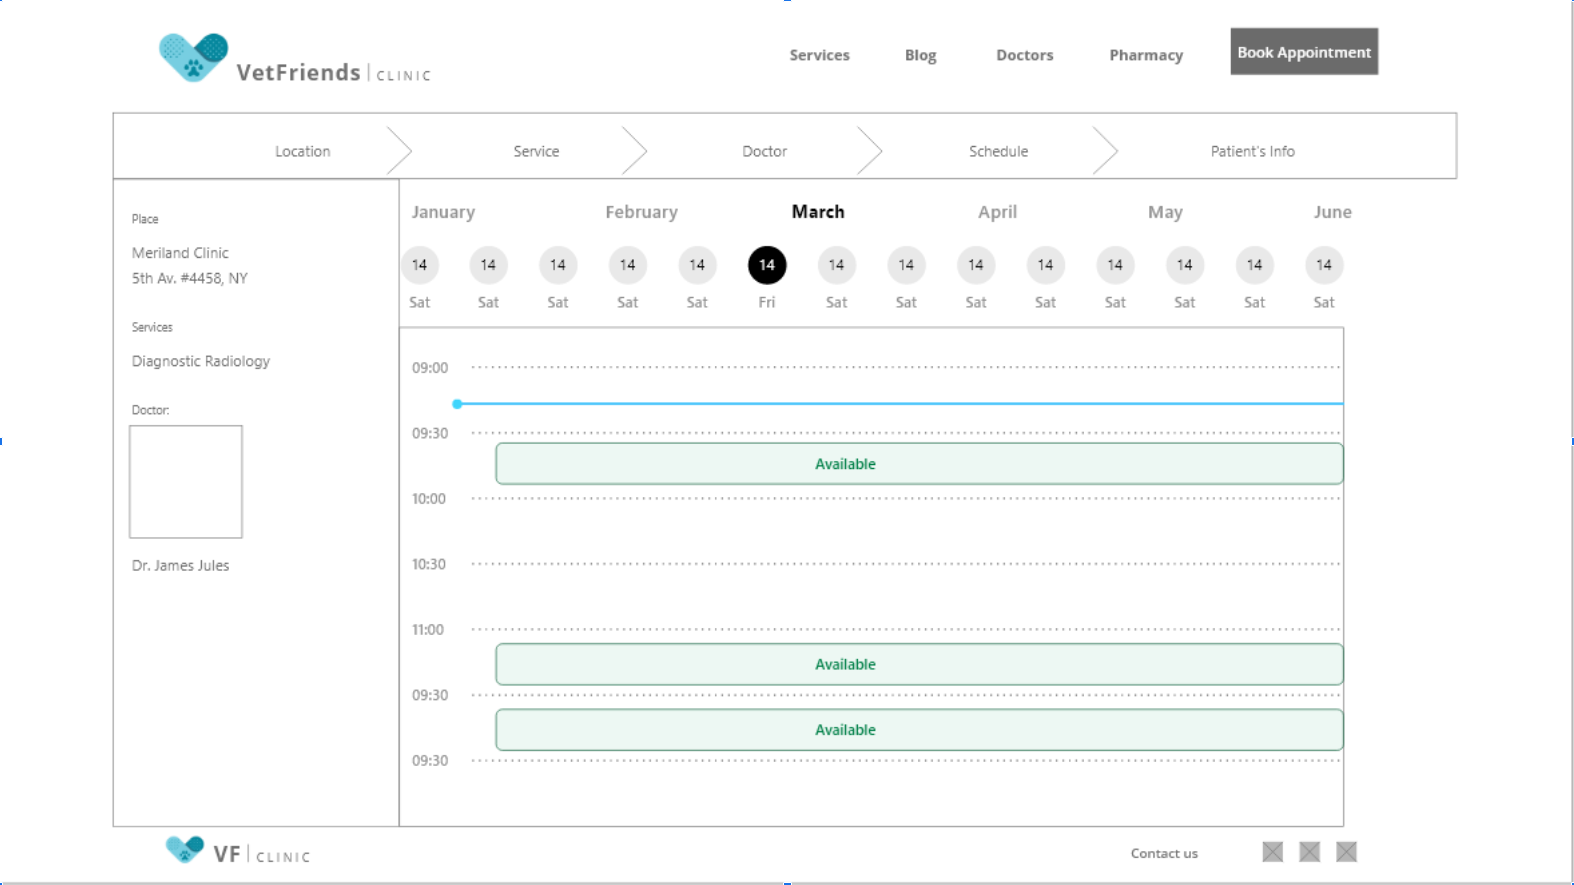 VetFriends | CLINIC
Services Blog Doctors Pharmacy Book Appointment
Location Service Doctor Schedule Patient's Info
Place
Meriland Clinic
5th Av. #4458, NY
Services
Diagnostic Radiology
Doctor:
Dr. James Jules
January February March April May June
14 14 14 14 14 14 14 14 14 14 14 14 14 14
Sat Sat Sat Sat Sat Fri Sat Sat Sat Sat Sat Sat Sat Sat
09:00
09:30
Available
10:00
10:30
11:00
Available
09:30
Available
09:30
VF | CLINIC
Contact us